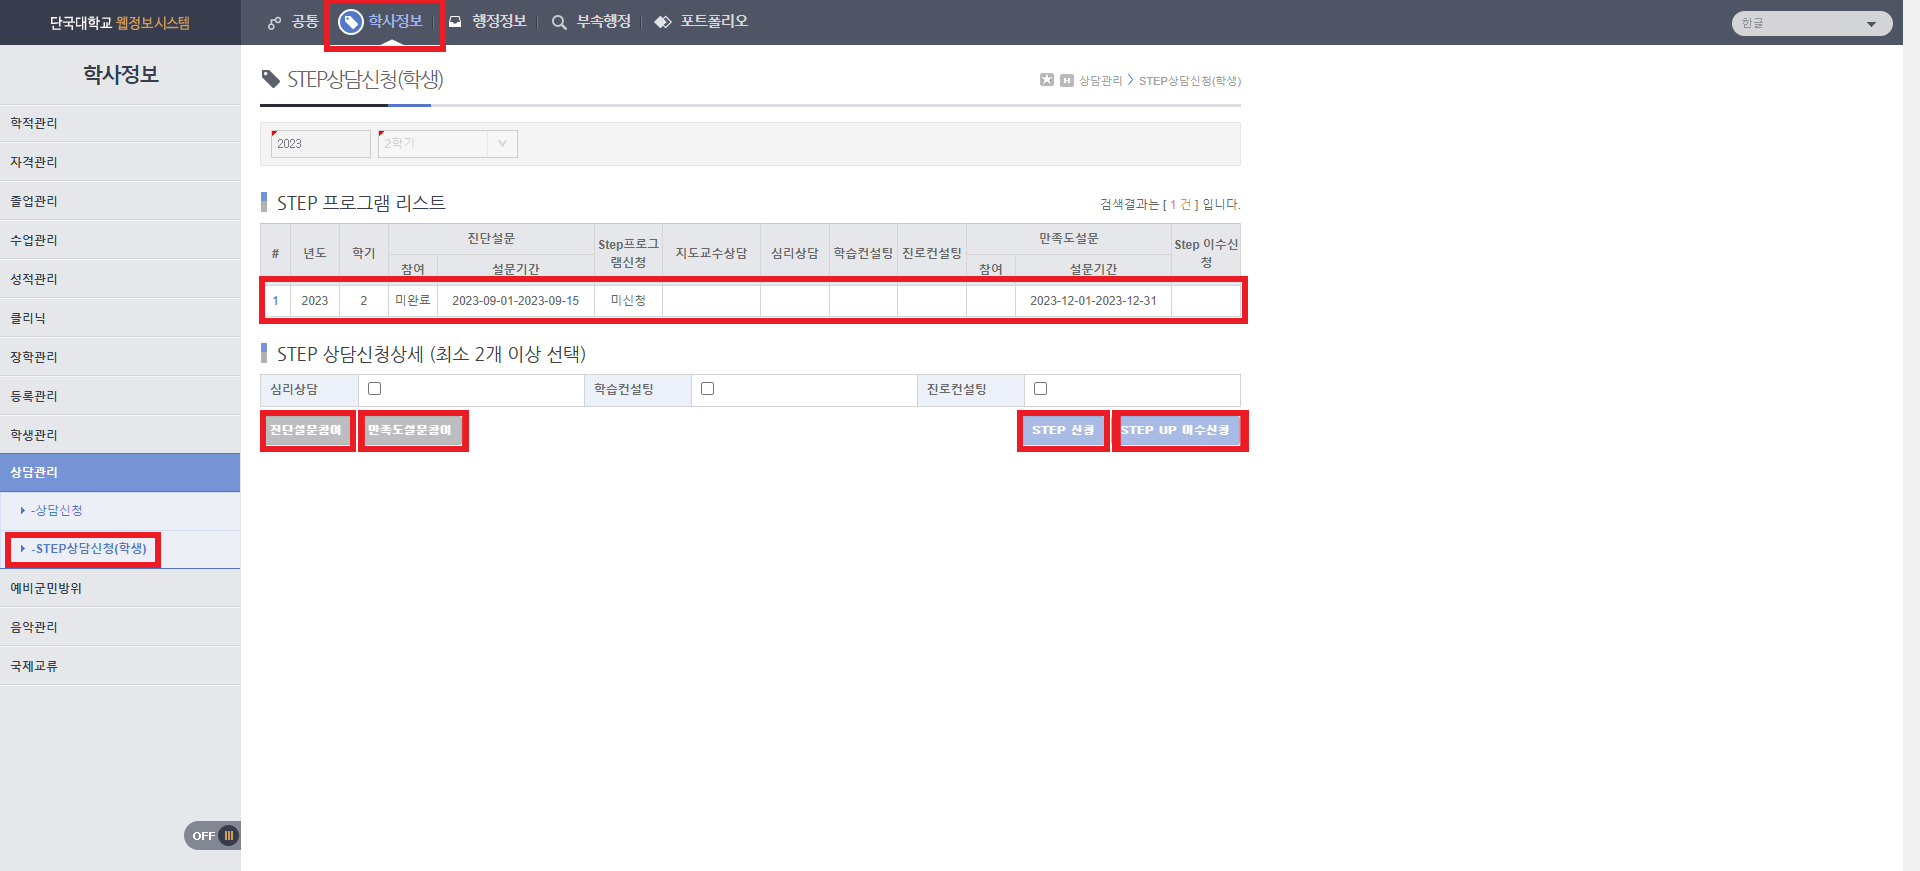 단국대학교 웹정보시스템
공통 학사정보 행정정보 부속행정 포트폴리오
한글
학사정보
학적관리
자격관리
졸업관리
수업관리
성적관리
클리닉
장학관리
등록관리
학생관리
상담관리
-상담신청
-STEP상담신청(학생)
예비군민방위
음악관리
국제교류
OFF
STEP상담신청(학생)
H 상담관리 > STEP상담신청(학생)
2023 2학기
STEP 프로그램 리스트
검색결과는 [ 1 건 ] 입니다.
# 년도 학기 진단설문 Step프로그램신청 지도교수상담 심리상담 학습컨설팅 진로컨설팅 만족도설문 Step 이수신청
참여 설문기간 참여 설문기간
1 2023 2 미완료 2023-09-01-2023-09-15 미신청 2023-12-01-2023-12-31
STEP 상담신청상세 (최소 2개 이상 선택)
심리상담 학습컨설팅 진로컨설팅
진단설문참여 만족도설문참여 STEP 신청 STEP UP 이수신청